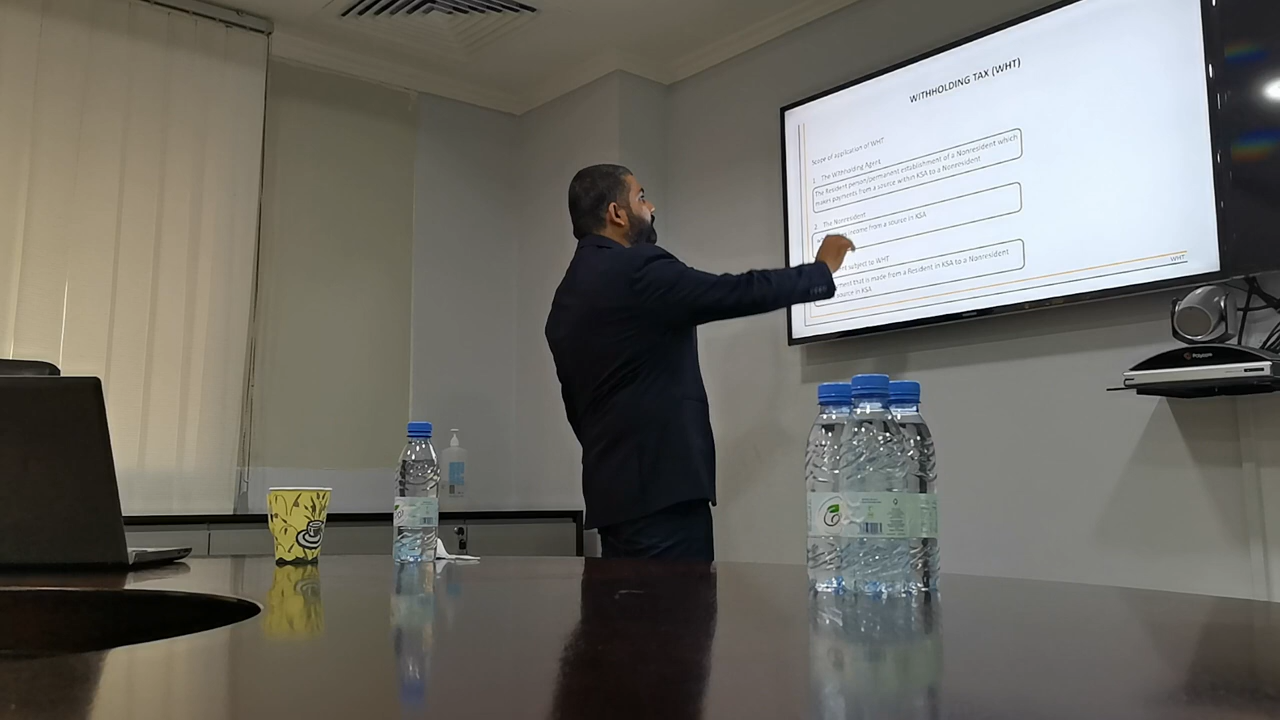 WITHHOLDING TAX (WHT)
Scope of application of WHT
1. The Withholding Agent
The Resident person/permanent establishment of a Nonresident which
makes payments from a source within KSA to a Nonresident
2. The Nonresident
income from a source in KSA
subject to WHT
that is made from a Resident in KSA to a Nonresident
source in KSA
WHT
Polycom